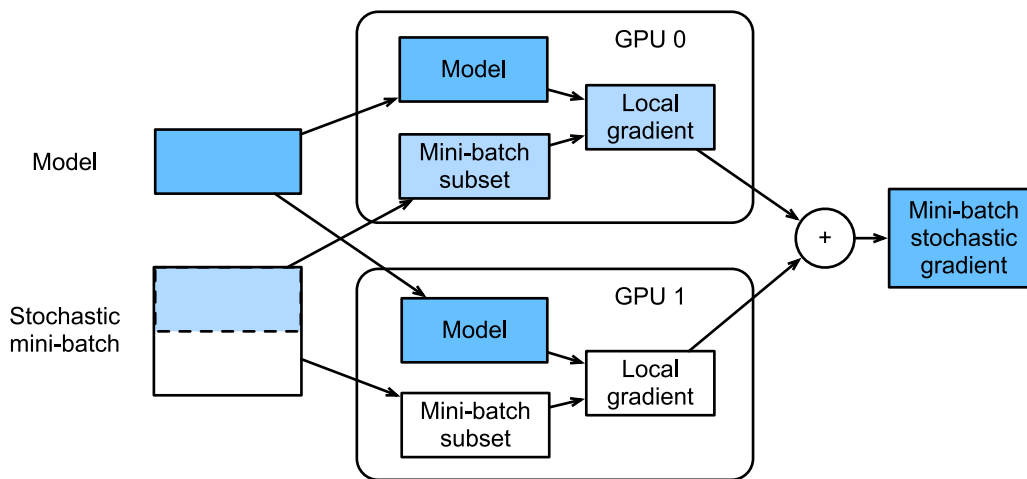 GPU 0
Model
Local
gradient
Model
Mini-batch
subset
Mini-batch
stochastic
gradient
+
GPU 1
Stochastic
mini-batch
Model
Local
gradient
Mini-batch
subset